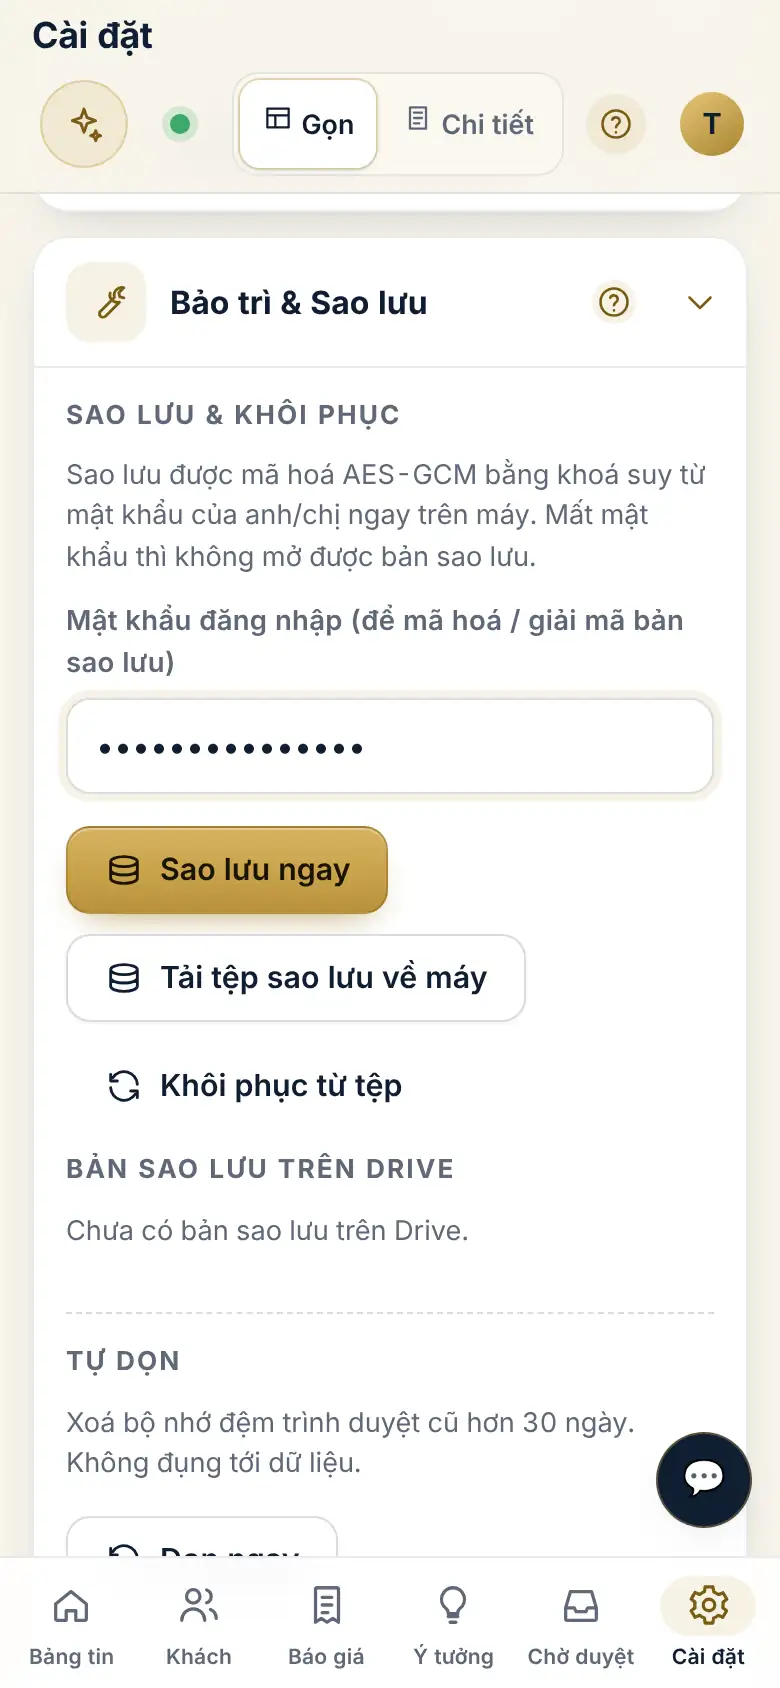 Cài đặt
Gọn
Chi tiết
?
T
Bảo trì & Sao lưu
?
SAO LƯU & KHÔI PHỤC
Sao lưu được mã hoá AES-GCM bằng khoá suy từ
mật khẩu của anh/chị ngay trên máy. Mất mật
khẩu thì không mở được bản sao lưu.
Mật khẩu đăng nhập (để mã hoá / giải mã bản
sao lưu)
•••••••••••••••
Sao lưu ngay
Tải tệp sao lưu về máy
Khôi phục từ tệp
BẢN SAO LƯU TRÊN DRIVE
Chưa có bản sao lưu trên Drive.
TỰ DỌN
Xoá bộ nhớ đệm trình duyệt cũ hơn 30 ngày.
Không đụng tới dữ liệu.
Dọn ngay
Bảng tin
Khách
Báo giá
Ý tưởng
Chờ duyệt
Cài đặt